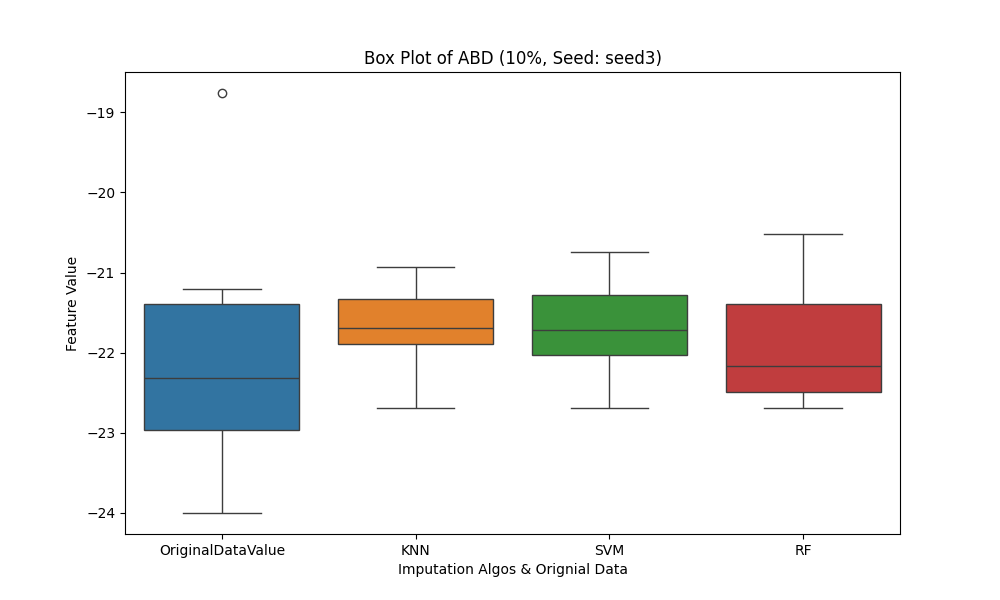 Box Plot of ABD (10%, Seed: seed3)
Feature Value
−19
−20
−21
−22
−23
−24
OriginalDataValue KNN SVM RF
Imputation Algos & Orignial Data